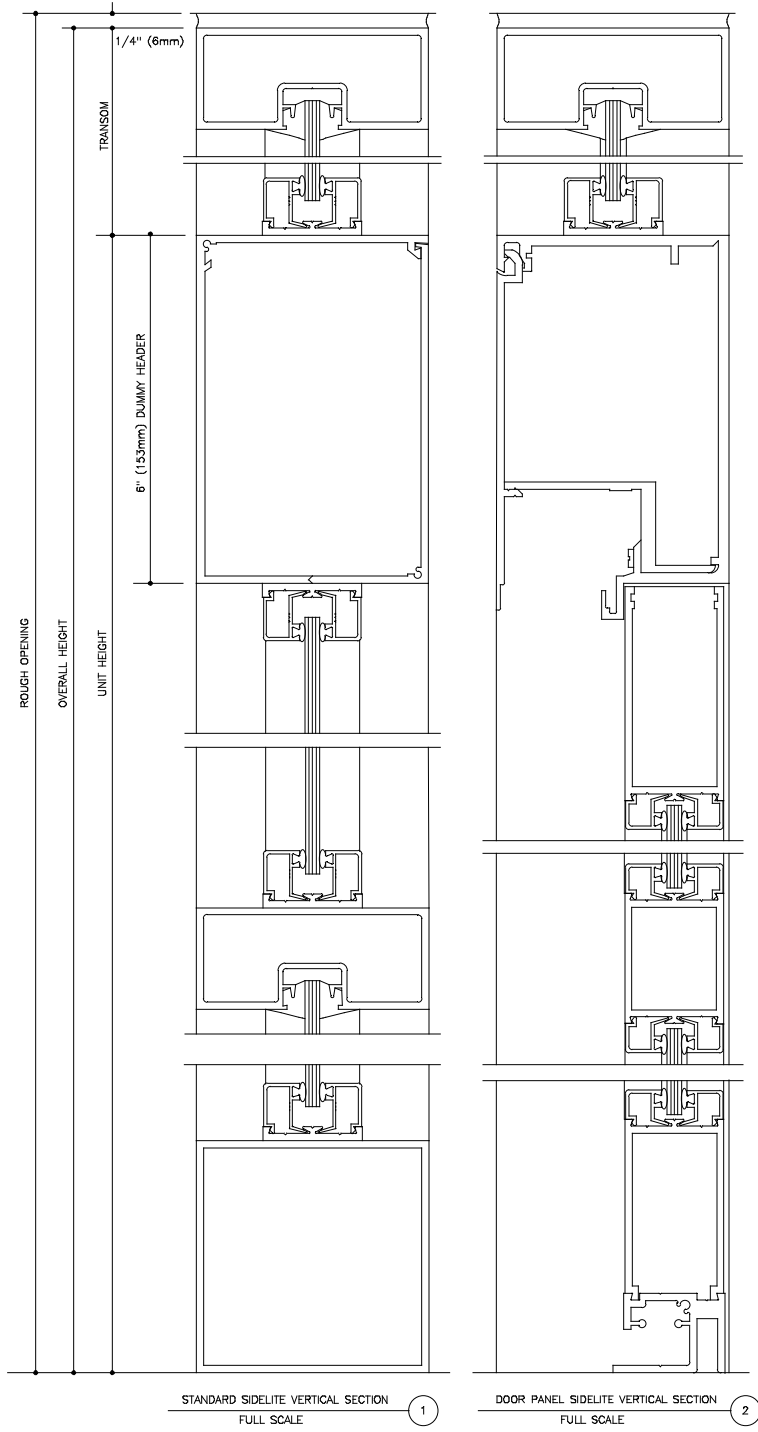 1/4" (6mm)
TRANSOM
6" (153mm) DUMMY HEADER
ROUGH OPENING
OVERALL HEIGHT
UNIT HEIGHT
STANDARD SIDELITE VERTICAL SECTION
FULL SCALE
1
DOOR PANEL SIDELITE VERTICAL SECTION
FULL SCALE
2